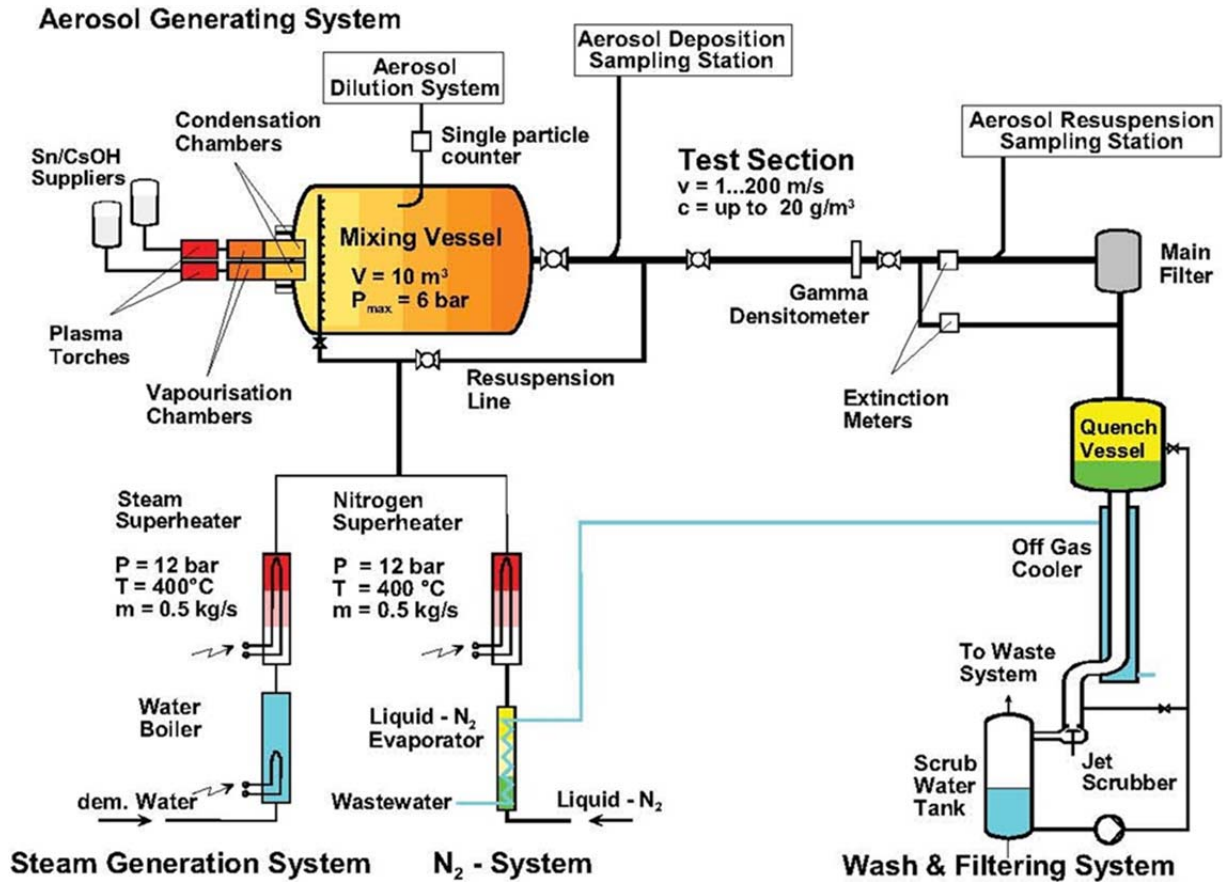 Aerosol Generating System
Aerosol Deposition
Sampling Station
Aerosol
Dilution System
Condensation
Chambers
Single particle
counter
Aerosol Resuspension
Sampling Station
Sn/CsOH
Suppliers
Test Section
v = 1...200 m/s
c = up to 20 g/m³
Mixing Vessel
V = 10 m³
Pmax = 6 bar
Main
Filter
Gamma
Densitometer
Plasma
Torches
Vapourisation
Chambers
Resuspension
Line
Extinction
Meters
Quench
Vessel
Steam
Superheater
P = 12 bar
T = 400°C
m = 0.5 kg/s
Nitrogen
Superheater
P = 12 bar
T = 400 °C
m = 0.5 kg/s
Off Gas
Cooler
To Waste
System
Water
Boiler
Liquid - N₂
Evaporator
Scrub
Water
Tank
Jet
Scrubber
dem. Water
Wastewater
Liquid - N₂
Steam Generation System
N₂ - System
Wash & Filtering System